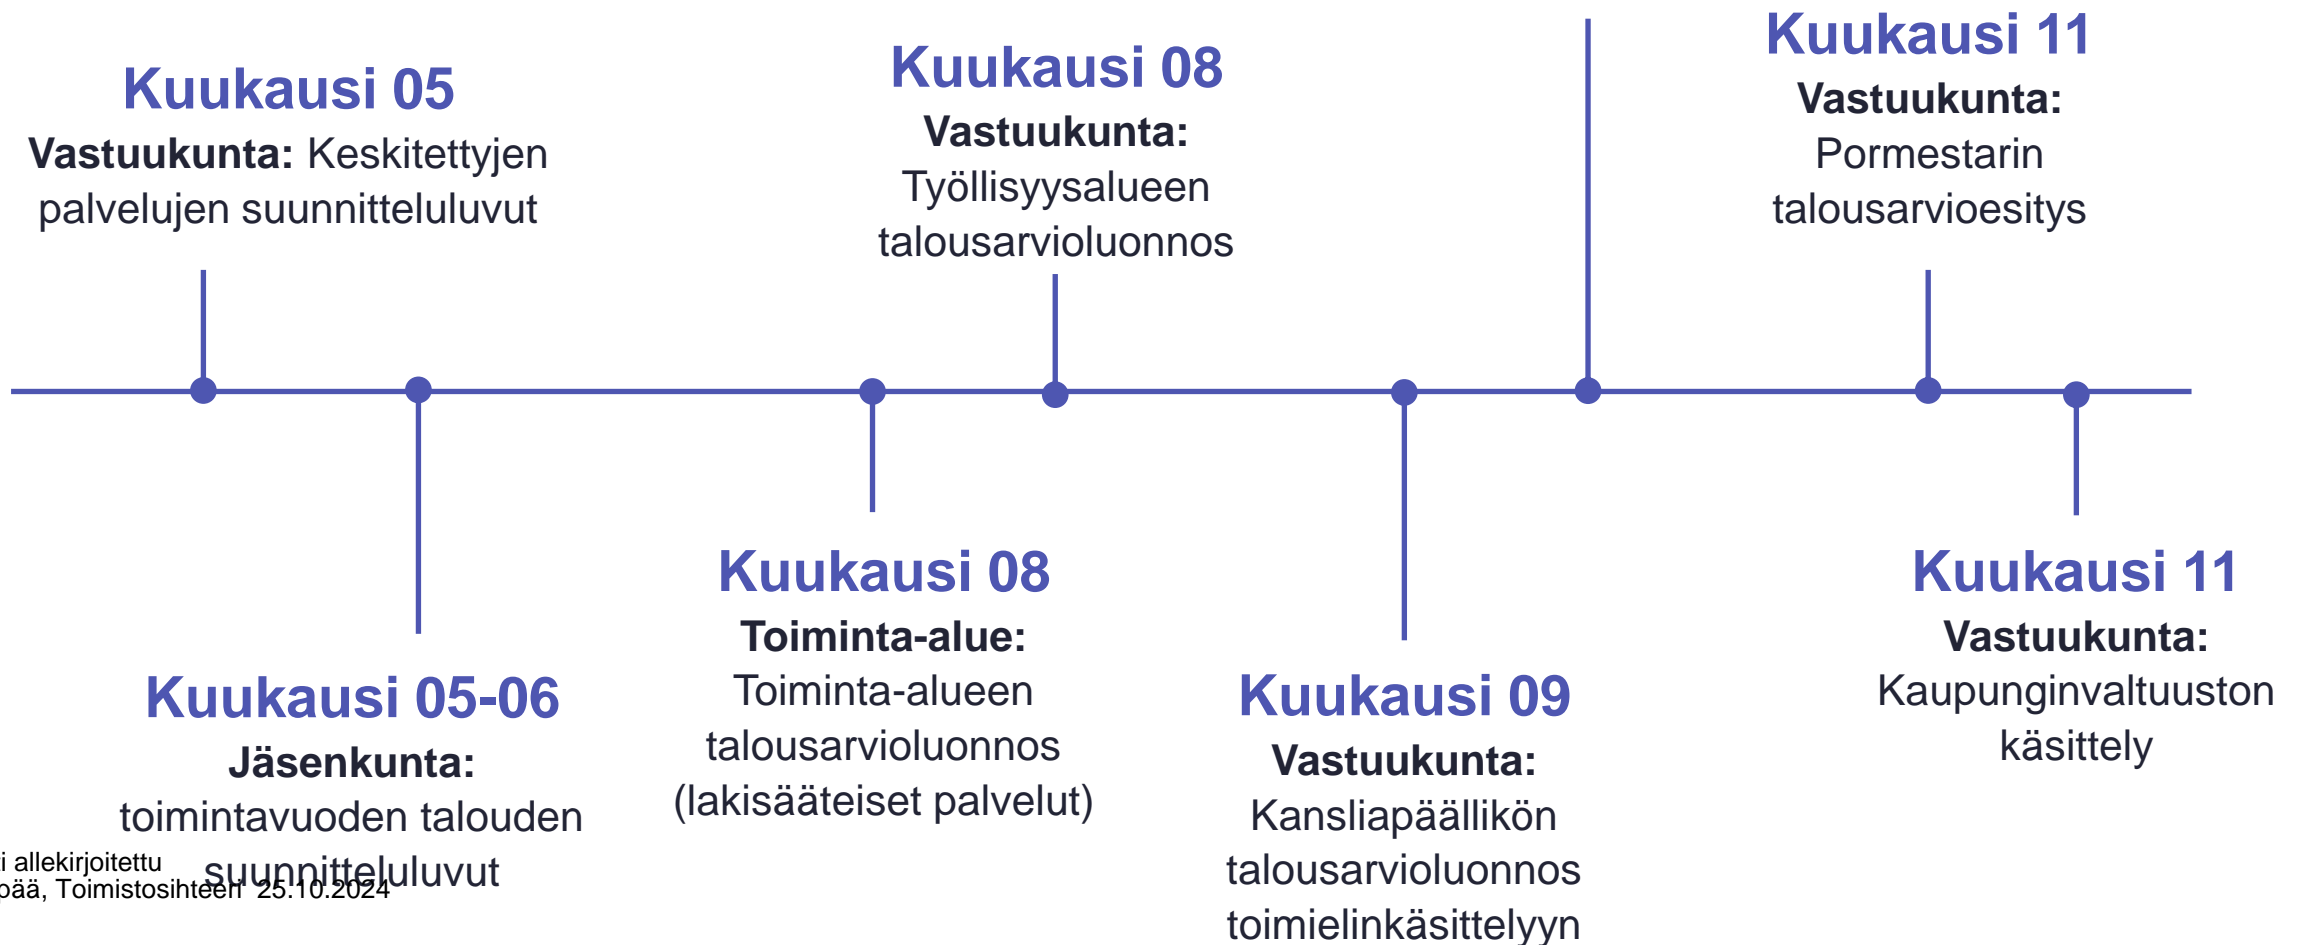 Kuukausi 05
Vastuukunta: Keskitettyjen
palvelujen suunnitteluluvut
Kuukausi 05-06
Jäsenkunta:
toimintavuoden talouden
suunnitteluluvut
Kuukausi 08
Toiminta-alue:
Toiminta-alueen
talousarvioluonnos
(lakisääteiset palvelut)
Kuukausi 08
Vastuukunta:
Työllisyysalueen
talousarvioluonnos
Kuukausi 09
Vastuukunta:
Kansliapäällikön
talousarvioluonnos
toimielinkäsittelyyn
Kuukausi 11
Vastuukunta:
Pormestarin
talousarvioesitys
Kuukausi 11
Vastuukunta:
Kaupunginvaltuuston
käsittely
allekirjoitettu
Toimistosihteeri 25.10.2024